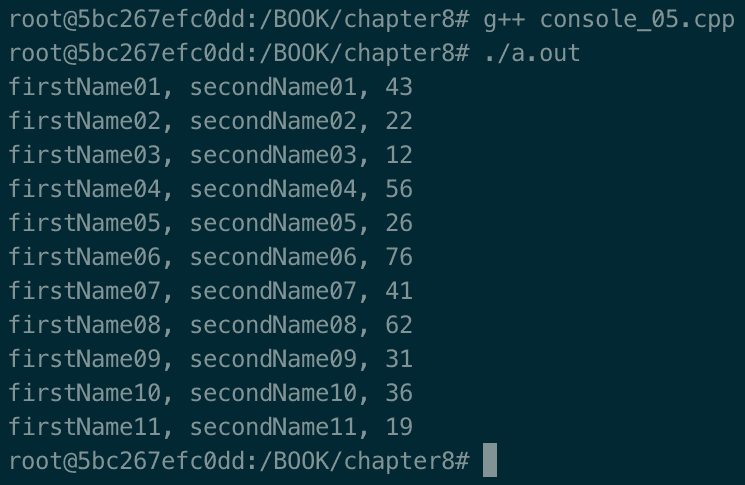 root@5bc267efc0dd:/BOOK/chapter8# g++ console_05.cpp
root@5bc267efc0dd:/BOOK/chapter8# ./a.out
firstName01, secondName01, 43
firstName02, secondName02, 22
firstName03, secondName03, 12
firstName04, secondName04, 56
firstName05, secondName05, 26
firstName06, secondName06, 76
firstName07, secondName07, 41
firstName08, secondName08, 62
firstName09, secondName09, 31
firstName10, secondName10, 36
firstName11, secondName11, 19
root@5bc267efc0dd:/BOOK/chapter8#